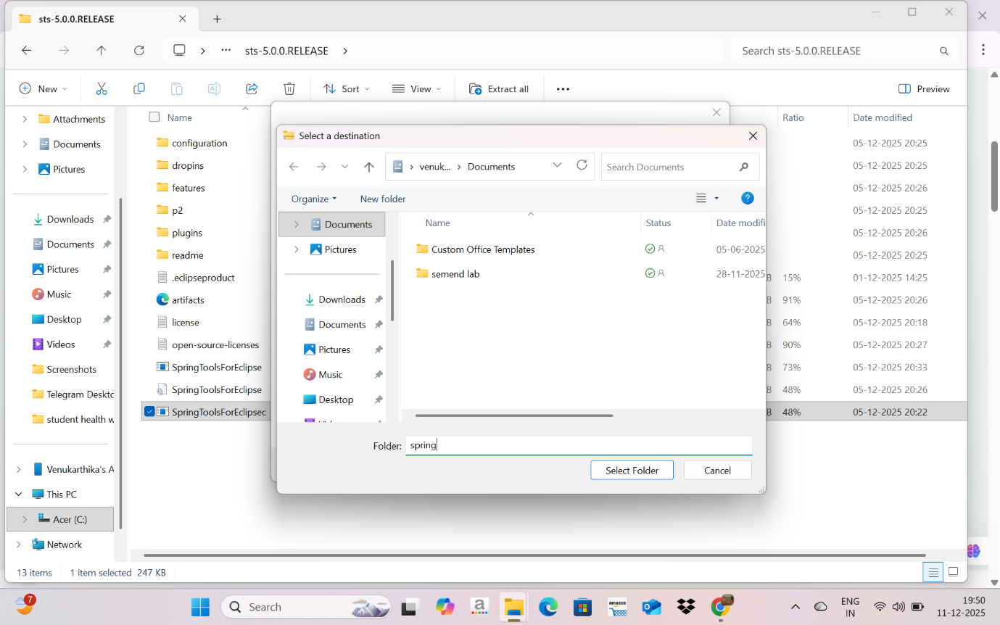 sts-5.0.0.RELEASE
sts-5.0.0.RELEASE
Search sts-5.0.0.RELEASE
New
Sort
View
Extract all
Preview
Attachments
Documents
Pictures
Downloads
Documents
Pictures
Music
Desktop
Videos
Screenshots
Telegram Deskto
student health w
Venukarthika's A
This PC
Acer (C:)
Network
Name
Ratio
Date modified
configuration
05-12-2025 20:25
dropins
05-12-2025 20:25
features
05-12-2025 20:26
p2
05-12-2025 20:25
plugins
05-12-2025 20:26
readme
05-12-2025 20:25
.eclipseproduct
B 15% 01-12-2025 14:25
artifacts
B 91% 05-12-2025 20:26
license
B 64% 05-12-2025 20:18
open-source-licenses
B 90% 05-12-2025 20:27
SpringToolsForEclipse
B 73% 05-12-2025 20:33
SpringToolsForEclipse
B 48% 05-12-2025 20:26
SpringToolsForEclipsec
B 48% 05-12-2025 20:22
Select a destination
venuk... Documents
Search Documents
Organize
New folder
?
Documents
Pictures
Downloads
Documents
Pictures
Music
Desktop
Name
Status
Date modifi
Custom Office Templates
05-06-2025
semend lab
28-11-2025
Folder: spring
Select Folder
Cancel
13 items
1 item selected 247 KB
7
Search
a
amazon
ENG
IN
19:50
11-12-2025